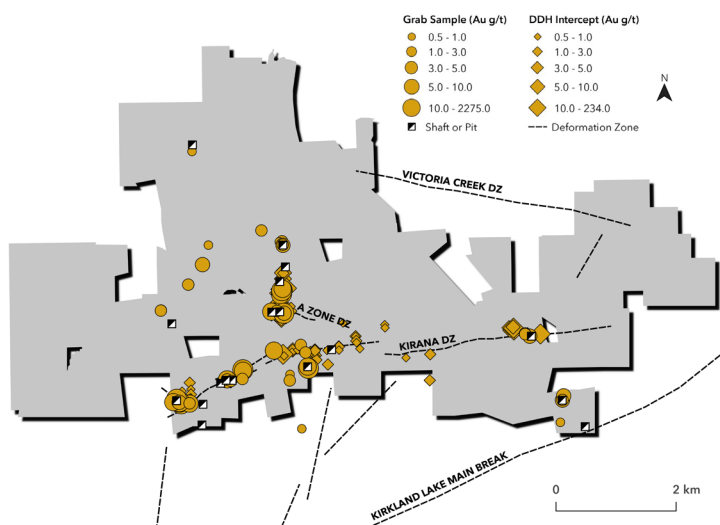 Grab Sample (Au g/t)
0.5 - 1.0
1.0 - 3.0
3.0 - 5.0
5.0 - 10.0
10.0 - 2275.0
Shaft or Pit
DDH Intercept (Au g/t)
0.5 - 1.0
1.0 - 3.0
3.0 - 5.0
5.0 - 10.0
10.0 - 234.0
Deformation Zone
N
VICTORIA CREEK DZ
A ZONE DZ
KIRANA DZ
KIRKLAND LAKE MAIN BREAK
0
2 km